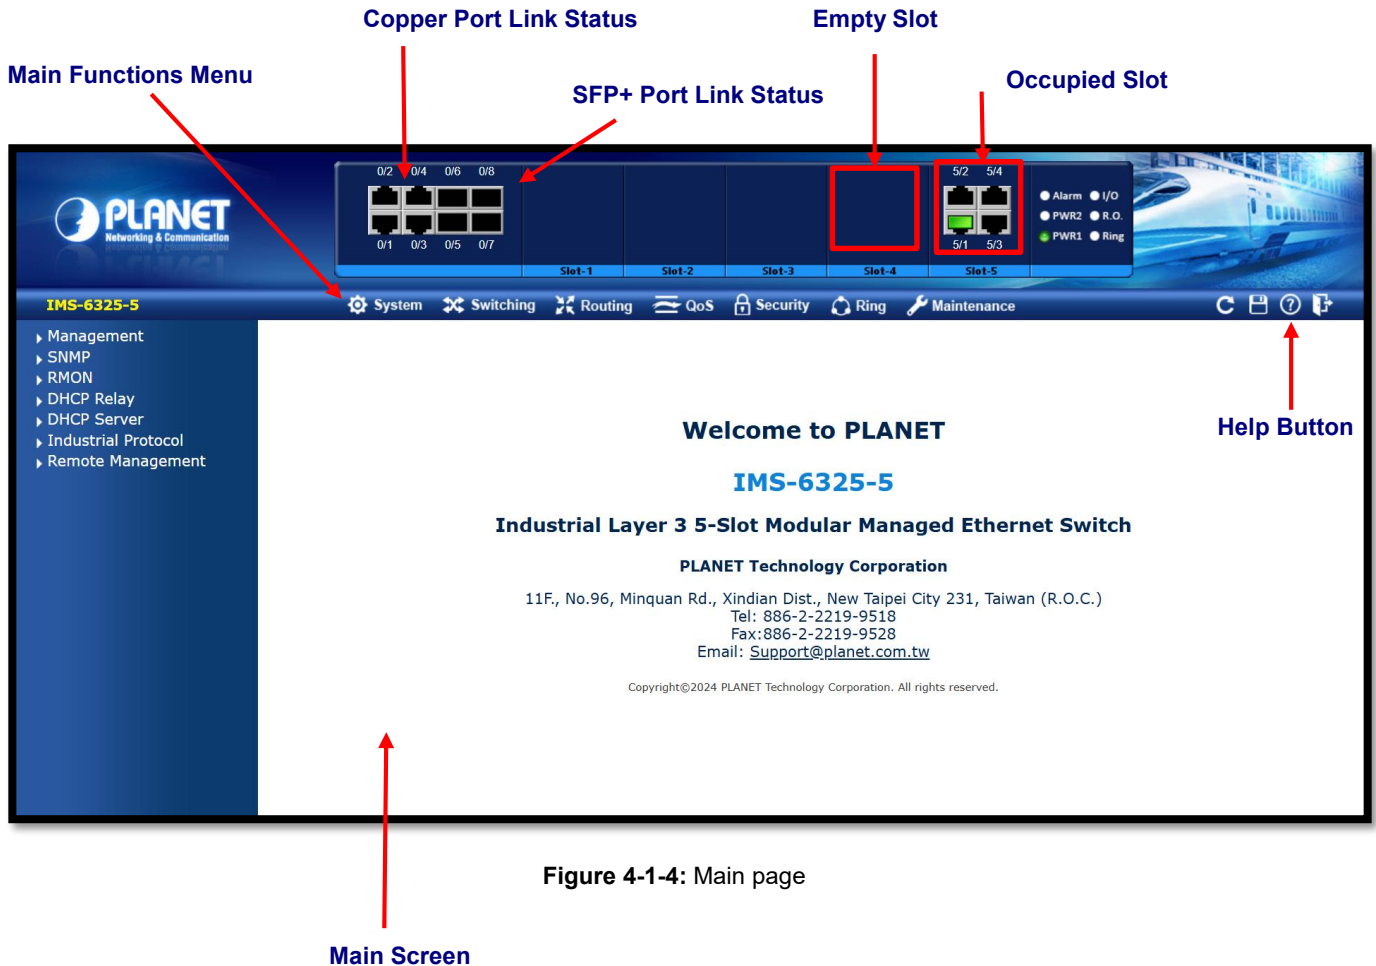 Copper Port Link Status
Empty Slot
Main Functions Menu
SFP+ Port Link Status
Occupied Slot
0/2 0/4 0/6 0/8
5/2 5/4
PLANET
Networking & Communication
Alarm I/O
PWR2 R.O.
PWR1 Ring
0/1 0/3 0/5 0/7
5/1 5/3
Slot-1 Slot-2 Slot-3 Slot-4 Slot-5
IMS-6325-5
System Switching Routing QoS Security Ring Maintenance
Management
SNMP
RMON
DHCP Relay
DHCP Server
Industrial Protocol
Remote Management
Help Button
Welcome to PLANET
IMS-6325-5
Industrial Layer 3 5-Slot Modular Managed Ethernet Switch
PLANET Technology Corporation
11F., No.96, Minquan Rd., Xindian Dist., New Taipei City 231, Taiwan (R.O.C.)
Tel: 886-2-2219-9518
Fax:886-2-2219-9528
Email: Support@planet.com.tw
Copyright©2024 PLANET Technology Corporation. All rights reserved.
Figure 4-1-4: Main page
Main Screen